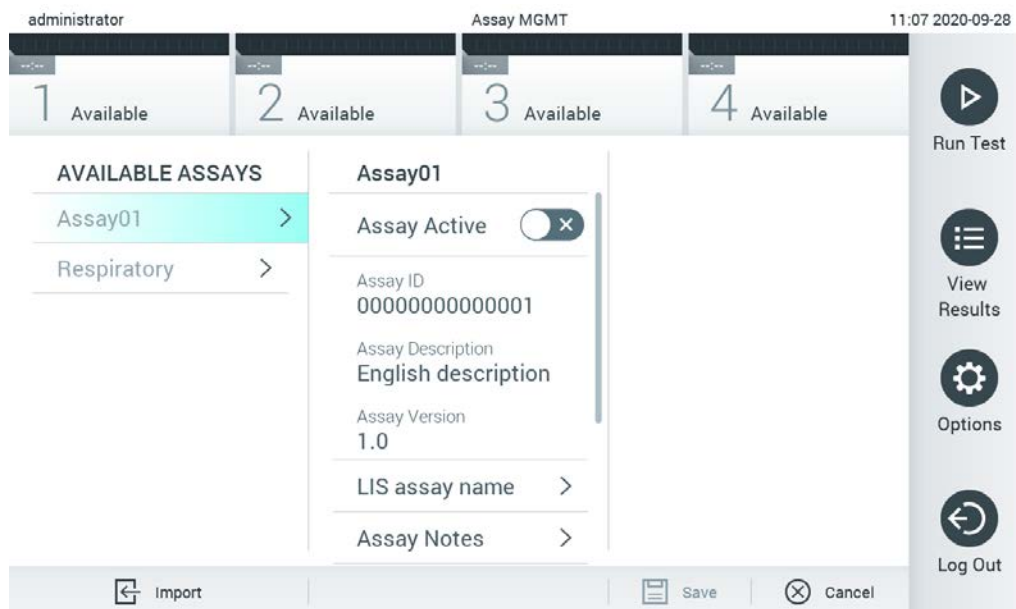 administrator
Assay MGMT
11:07 2020-09-28
--:--
1 Available
--:--
2 Available
--:--
3 Available
--:--
4 Available
AVAILABLE ASSAYS
Assay01
Respiratory
Assay01
Assay Active
Assay ID
00000000000001
Assay Description
English description
Assay Version
1.0
LIS assay name
Assay Notes
Import
Save
Cancel
Run Test
View
Results
Options
Log Out